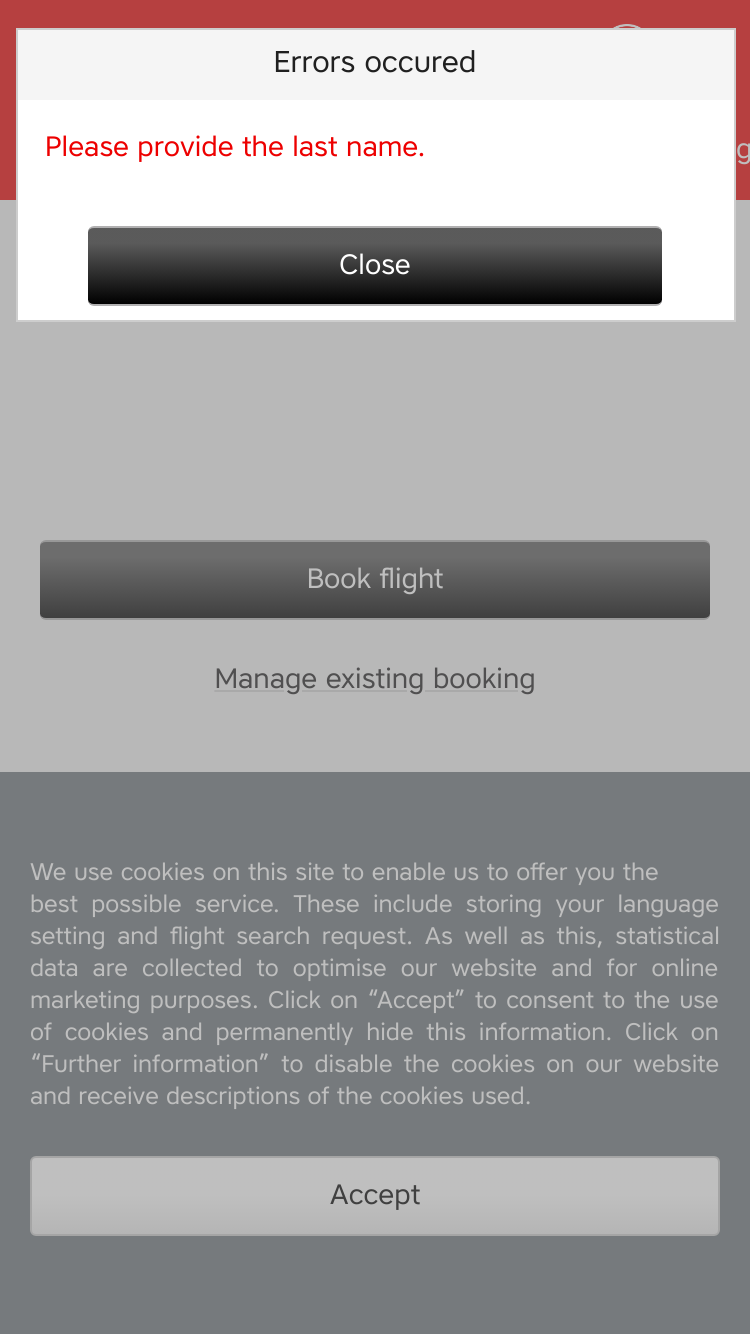 Errors occured
Please provide the last name.
g
Close
Book flight
Manage existing booking
We use cookies on this site to enable us to offer you the
best possible service. These include storing your language
setting and flight search request. As well as this, statistical
data are collected to optimise our website and for online
marketing purposes. Click on “Accept” to consent to the use
of cookies and permanently hide this information. Click on
“Further information” to disable the cookies on our website
and receive descriptions of the cookies used.
Accept